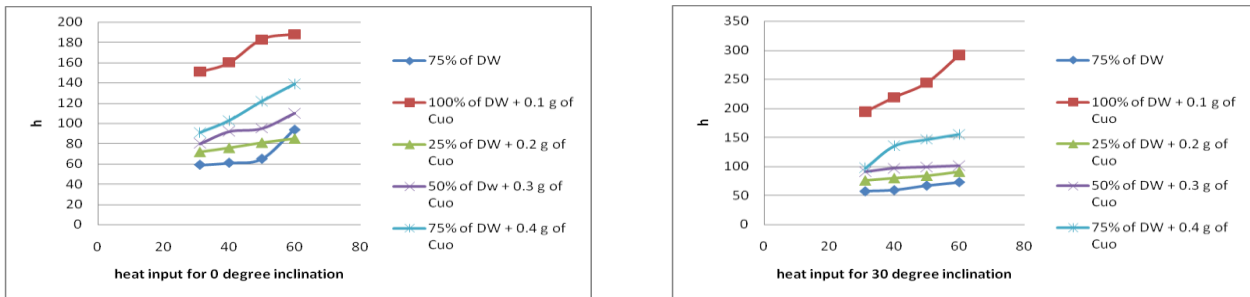 200
180
160
140
120
100
80
60
40
20
0
h
0
20
40
60
80
heat input for 0 degree inclination
75% of DW
100% of DW + 0.1 g of
Cuo
25% of DW + 0.2 g of
Cuo
50% of Dw + 0.3 g of
Cuo
75% of DW + 0.4 g of
Cuo
350
300
250
200
150
100
50
0
h
0
20
40
60
80
heat input for 30 degree inclination
75% of DW
100% of DW + 0.1 g of
Cuo
25% of DW + 0.2 g of
Cuo
50% of DW + 0.3 g of
Cuo
75% of DW + 0.4 g of
Cuo